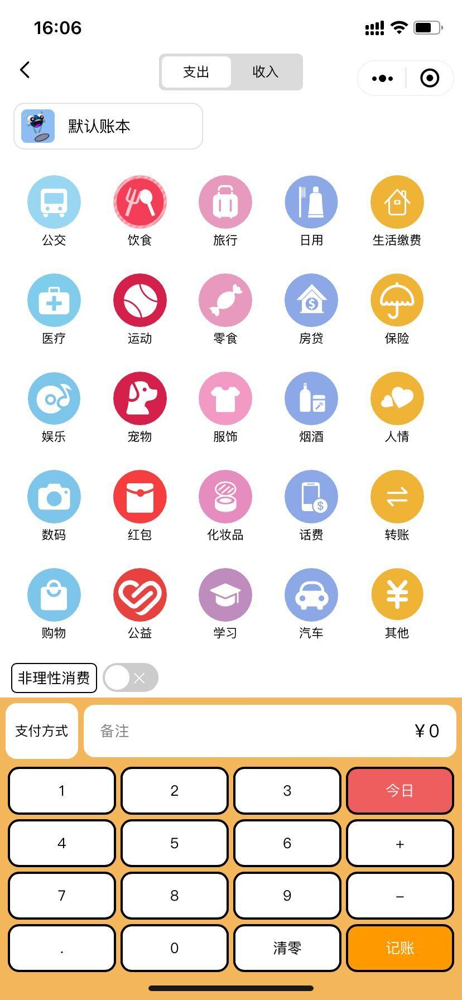 16:06
支出 收入
默认账本
公交 饮食 旅行 日用 生活缴费
医疗 运动 零食 房贷 保险
娱乐 宠物 服饰 烟酒 人情
数码 红包 化妆品 话费 转账
购物 公益 学习 汽车 其他
非理性消费
支付方式 备注 ¥0
1 2 3 今日
4 5 6 +
7 8 9 −
. 0 清零 记账